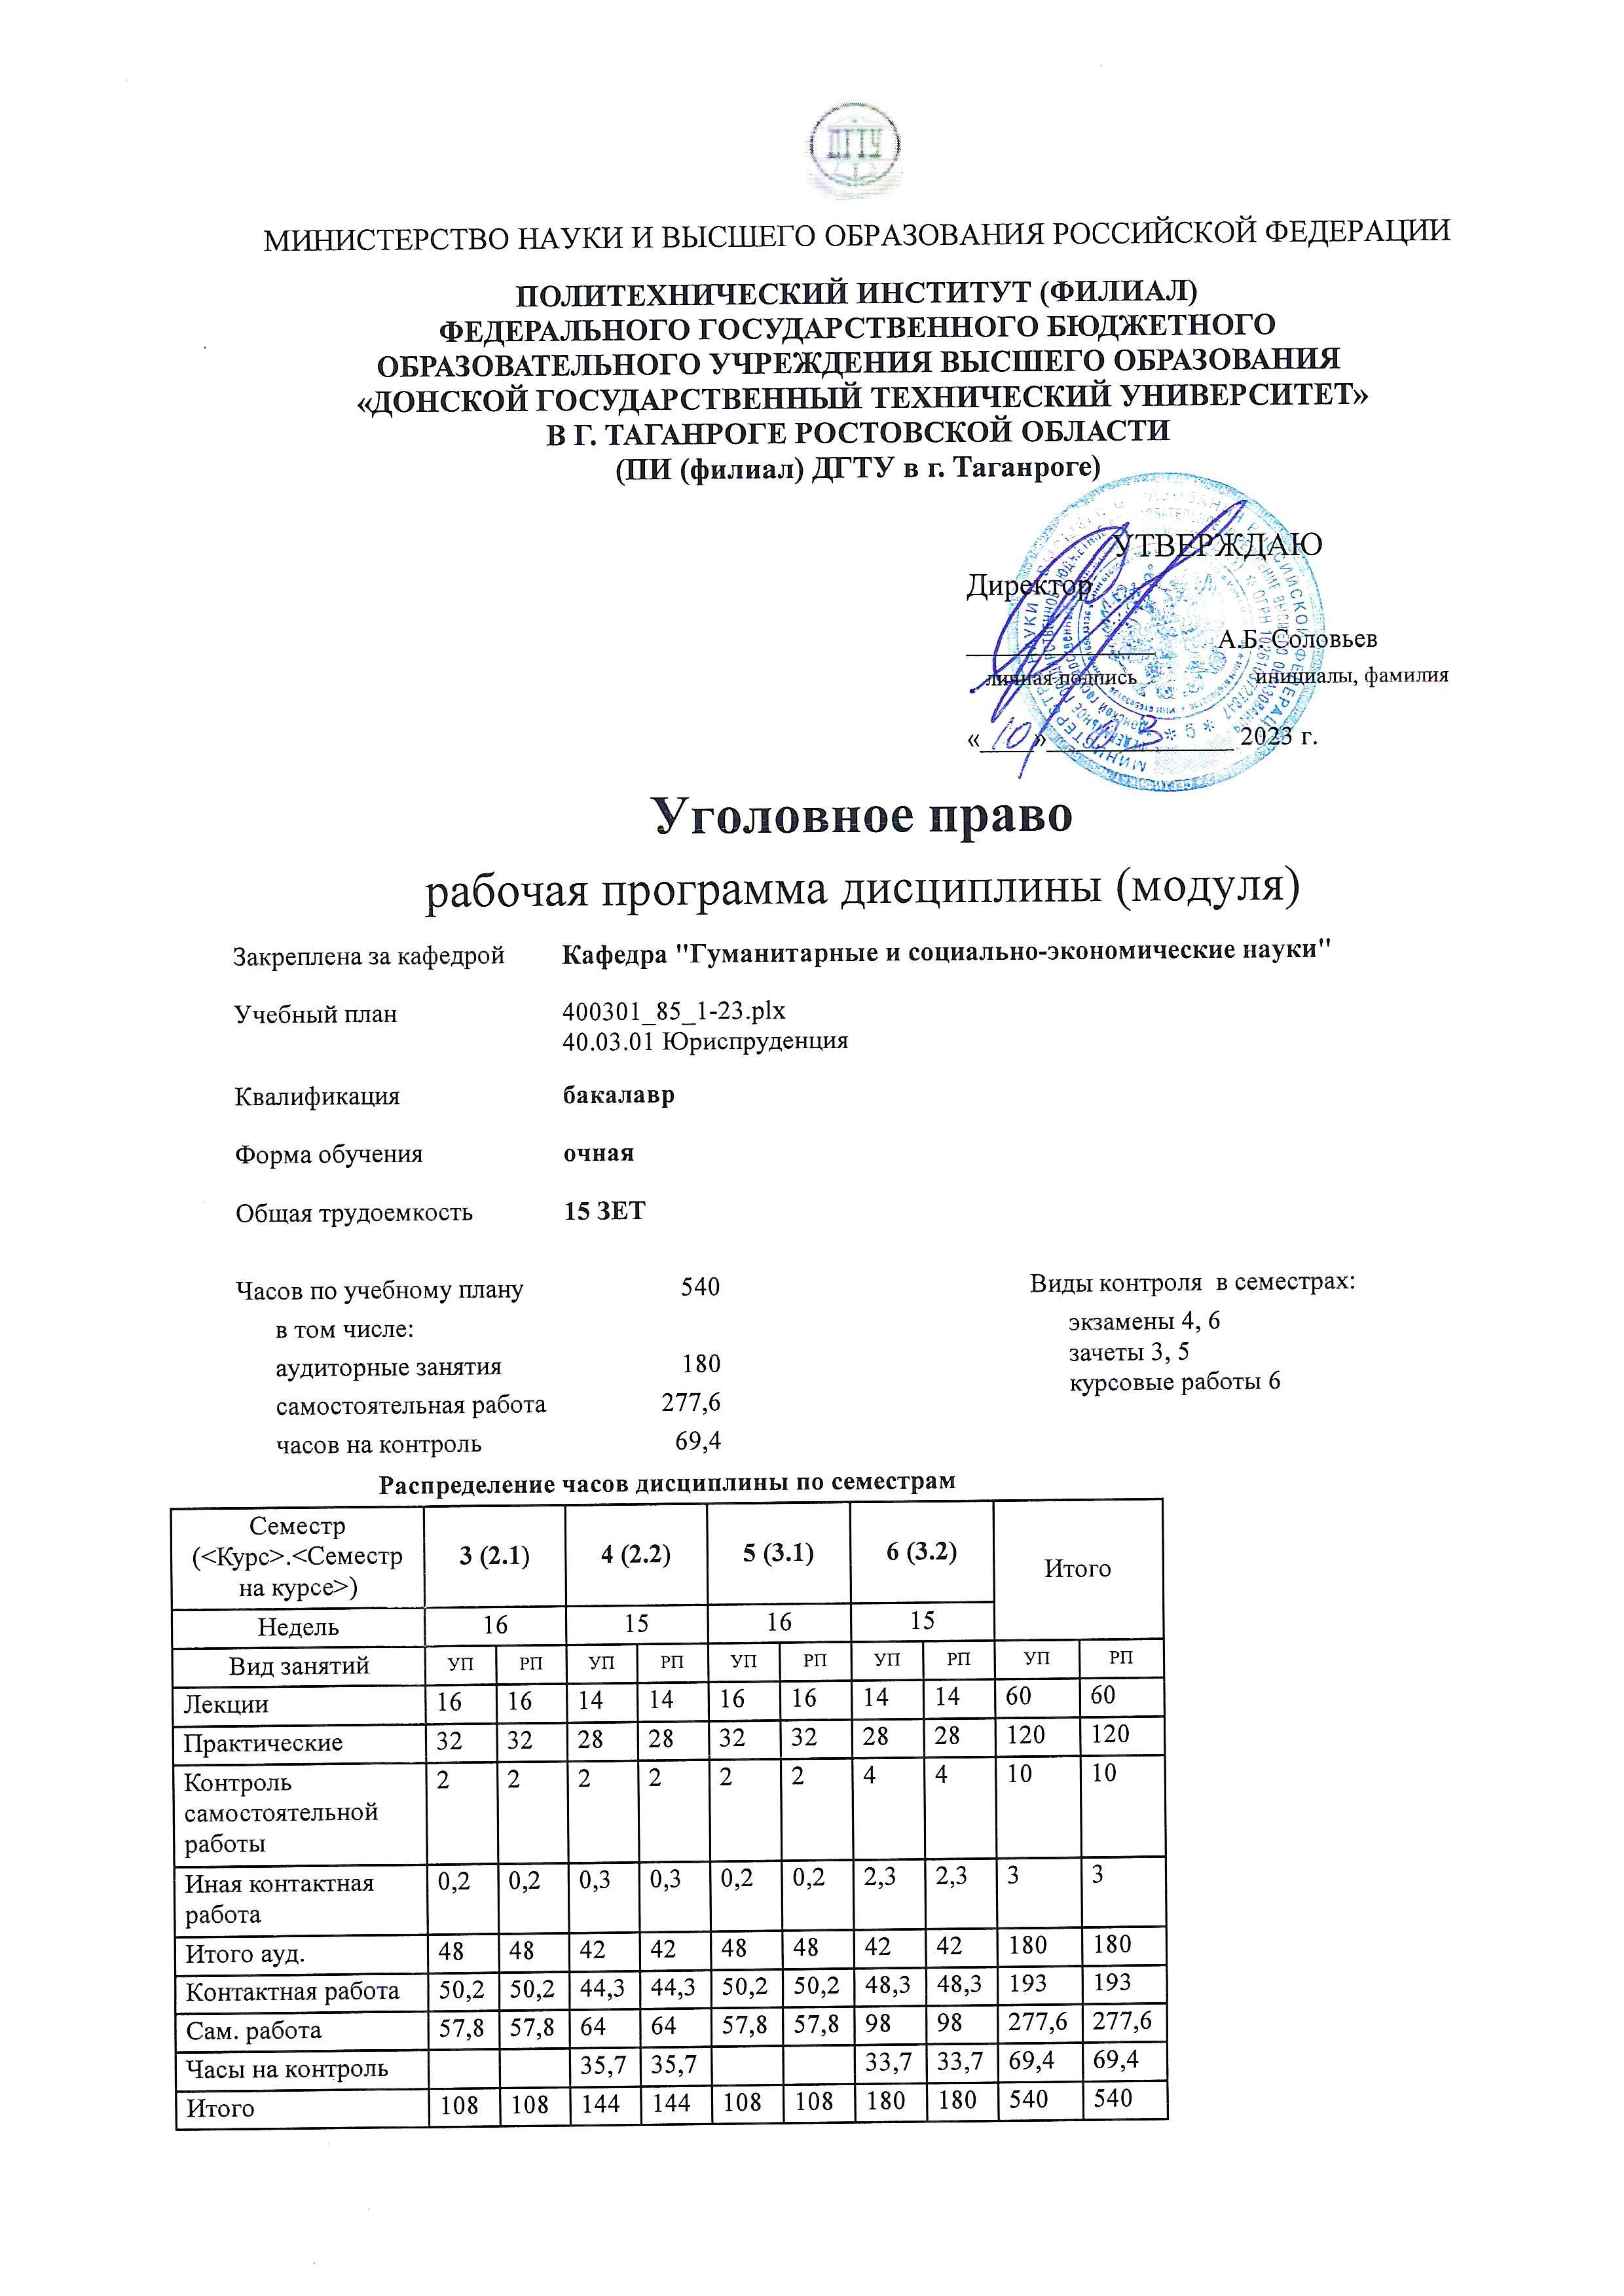 ДГТУ
МИНИСТЕРСТВО НАУКИ И ВЫСШЕГО ОБРАЗОВАНИЯ РОССИЙСКОЙ ФЕДЕРАЦИИ
ПОЛИТЕХНИЧЕСКИЙ ИНСТИТУТ (ФИЛИАЛ)
ФЕДЕРАЛЬНОГО ГОСУДАРСТВЕННОГО БЮДЖЕТНОГО
ОБРАЗОВАТЕЛЬНОГО УЧРЕЖДЕНИЯ ВЫСШЕГО ОБРАЗОВАНИЯ
«ДОНСКОЙ ГОСУДАРСТВЕННЫЙ ТЕХНИЧЕСКИЙ УНИВЕРСИТЕТ»
В Г. ТАГАНРОГЕ РОСТОВСКОЙ ОБЛАСТИ
(ПИ (филиал) ДГТУ в г. Таганроге)
УТВЕРЖДАЮ
Директор
А.Б. Соловьев
личная подпись инициалы, фамилия
«10» 03 2023 г.
Уголовное право
рабочая программа дисциплины (модуля)
Закреплена за кафедрой Кафедра "Гуманитарные и социально-экономические науки"
Учебный план 400301_85_1-23.plx
40.03.01 Юриспруденция
Квалификация бакалавр
Форма обучения очная
Общая трудоемкость 15 ЗЕТ
Часов по учебному плану 540 Виды контроля в семестрах:
в том числе: экзамены 4, 6
зачеты 3, 5
аудиторные занятия 180 курсовые работы 6
самостоятельная работа 277,6
часов на контроль 69,4
Распределение часов дисциплины по семестрам
Семестр
(<Курс>.<Семестр
на курсе>) 3 (2.1) 4 (2.2) 5 (3.1) 6 (3.2) Итого
Недель 16 15 16 15
Вид занятий УП РП УП РП УП РП УП РП УП РП
Лекции 16 16 14 14 16 16 14 14 60 60
Практические 32 32 28 28 32 32 28 28 120 120
Контроль 2 2 2 2 2 2 4 4 10 10
самостоятельной
работы
Иная контактная 0,2 0,2 0,3 0,3 0,2 0,2 2,3 2,3 3 3
работа
Итого ауд. 48 48 42 42 48 48 42 42 180 180
Контактная работа 50,2 50,2 44,3 44,3 50,2 50,2 48,3 48,3 193 193
Сам. работа 57,8 57,8 64 64 57,8 57,8 98 98 277,6 277,6
Часы на контроль 35,7 35,7 33,7 33,7 69,4 69,4
Итого 108 108 144 144 108 108 180 180 540 540